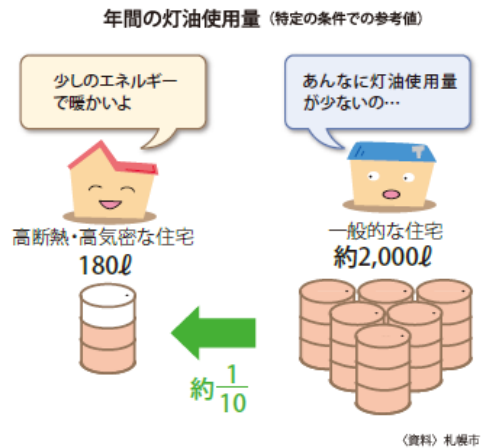 年間の灯油使用量 (特定の条件での参考値)
少しのエネルギー
で暖かいよ
あんなに灯油使用量
が少ないの…
高断熱・高気密な住宅
180ℓ
一般的な住宅
約2,000ℓ
約1/10
〈資料〉札幌市